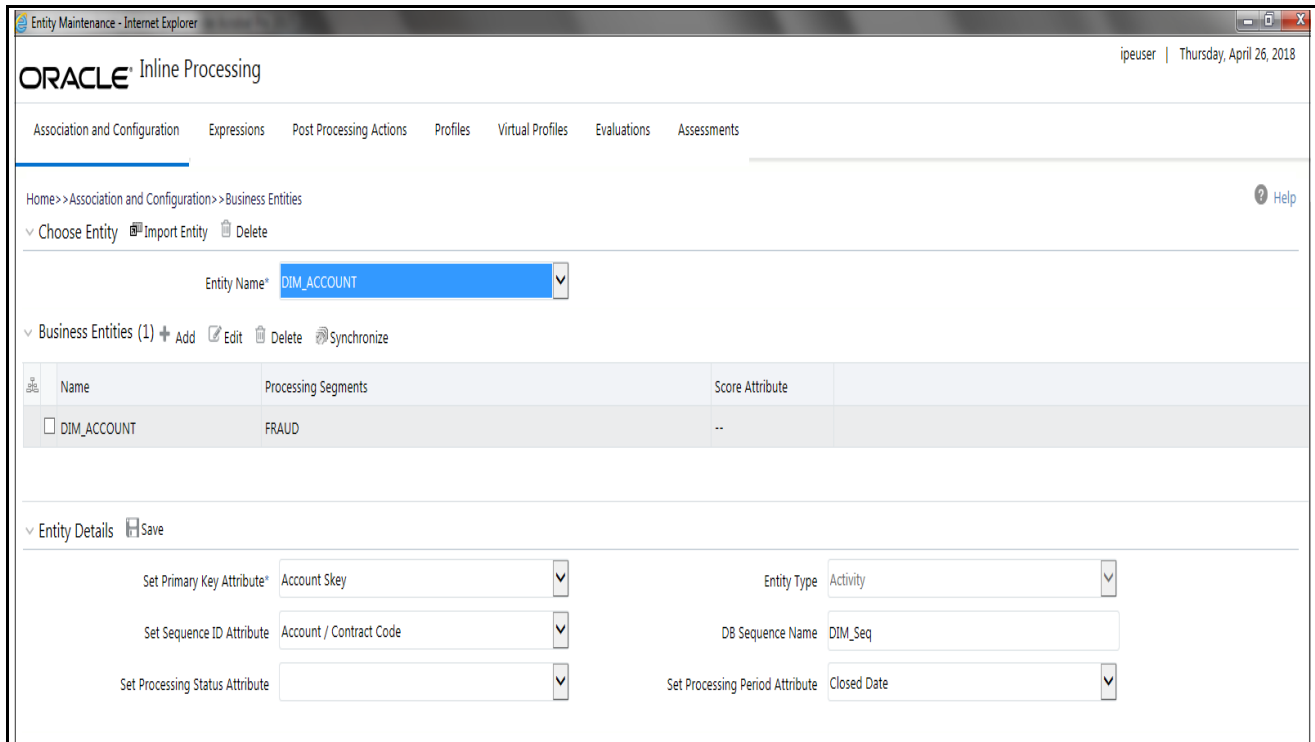 Entity Maintenance - Internet Explorer
ipeuser | Thursday, April 26, 2018
ORACLE® Inline Processing
Association and Configuration Expressions Post Processing Actions Profiles Virtual Profiles Evaluations Assessments
Home>>Association and Configuration>>Business Entities
? Help
Choose Entity Import Entity Delete
Entity Name* DIM_ACCOUNT
Business Entities (1) Add Edit Delete Synchronize
Name Processing Segments Score Attribute
DIM_ACCOUNT FRAUD --
Entity Details Save
Set Primary Key Attribute* Account Skey Entity Type Activity
Set Sequence ID Attribute Account / Contract Code DB Sequence Name DIM_Seq
Set Processing Status Attribute Set Processing Period Attribute Closed Date